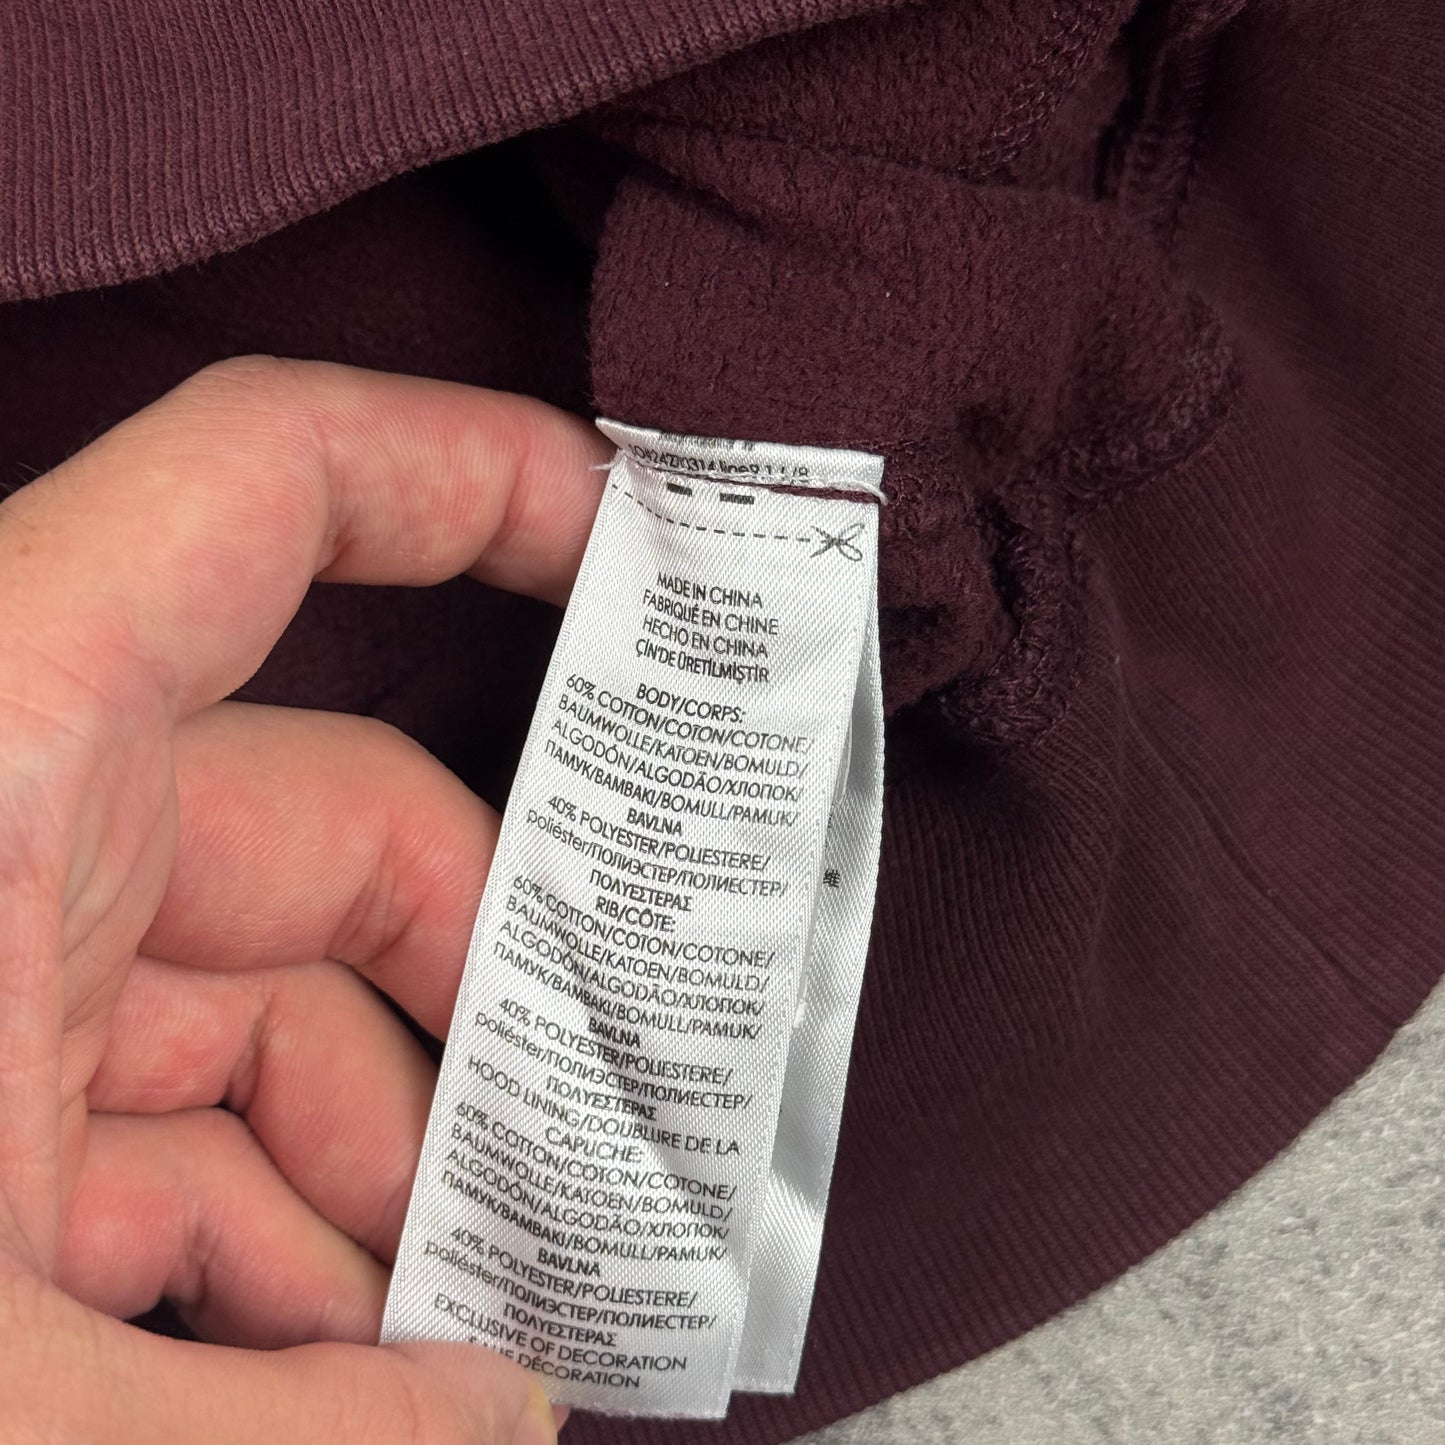 MADE IN CHINA
FABRIQUÉ EN CHINE
HECHO EN CHINA
ÇİN'DE ÜRETİLMİŞTİR
BODY/CORPS:
60% COTTON/COTON/COTONE/
BAUMWOLLE/KATOEN/BOMULD/
ALGODÓN/ALGODÃO/ХЛОПОК/
ПАМУК/ΒΑΜΒΑΚΙ/BOMULL/PAMUK/
BAVLNA
40% POLYESTER/POLIESTERE/
poliéster/ПОЛИЭСТЕР/ПОЛИЕСТЕР/
ΠΟΛΥΕΣΤΕΡΑΣ
RIB/CÔTE:
60% COTTON/COTON/COTONE/
BAUMWOLLE/KATOEN/BOMULD/
ALGODÓN/ALGODÃO/ХЛОПОК/
ПАМУК/ΒΑΜΒΑΚΙ/BOMULL/PAMUK/
BAVLNA
40% POLYESTER/POLIESTERE/
poliéster/ПОЛИЭСТЕР/ПОЛИЕСТЕР/
ΠΟΛΥΕΣΤΕΡΑΣ
HOOD LINING/DOUBLURE DE LA
CAPUCHE:
60% COTTON/COTON/COTONE/
BAUMWOLLE/KATOEN/BOMULD/
ALGODÓN/ALGODÃO/ХЛОПОК/
ПАМУК/ΒΑΜΒΑΚΙ/BOMULL/PAMUK/
BAVLNA
40% POLYESTER/POLIESTERE/
poliéster/ПОЛИЭСТЕР/ПОЛИЕСТЕР/
ΠΟΛΥΕΣΤΕΡΑΣ
EXCLUSIVE OF DECORATION
DÉCORATION
维